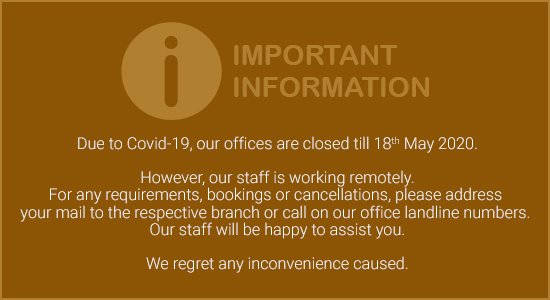 i IMPORTANT
INFORMATION
Due to Covid-19, our offices are closed till 18th May 2020.
However, our staff is working remotely.
For any requirements, bookings or cancellations, please address
your mail to the respective branch or call on our office landline numbers.
Our staff will be happy to assist you.
We regret any inconvenience caused.